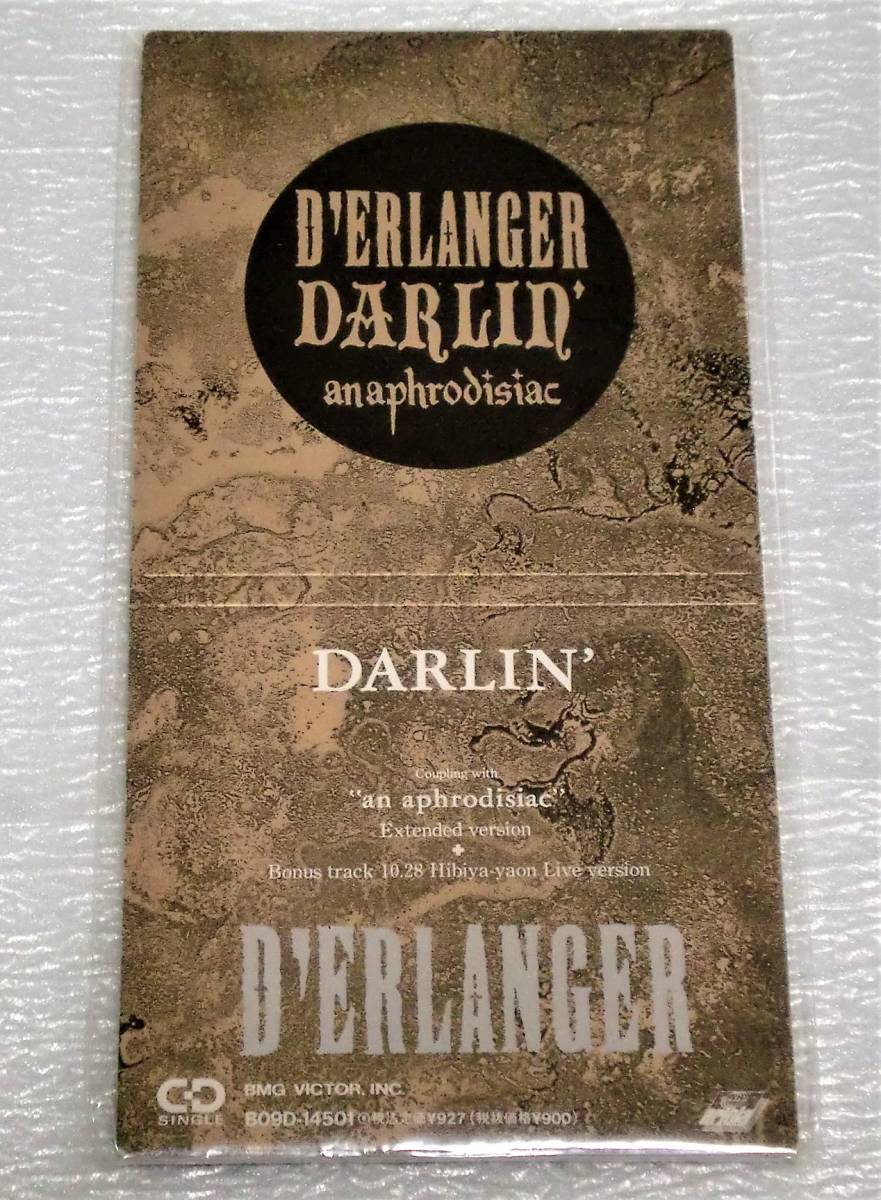 D'ERLANGER
DARLIN'
an aphrodisiac
DARLIN'
Coupling with
"an aphrodisiac"
Extended version
+
Bonus track 10.28 Hibiya-yaon Live version
D'ERLANGER
CD
SINGLE
BMG VICTOR, INC.
B09D-14501 税込定価¥927 (税抜価格¥900)